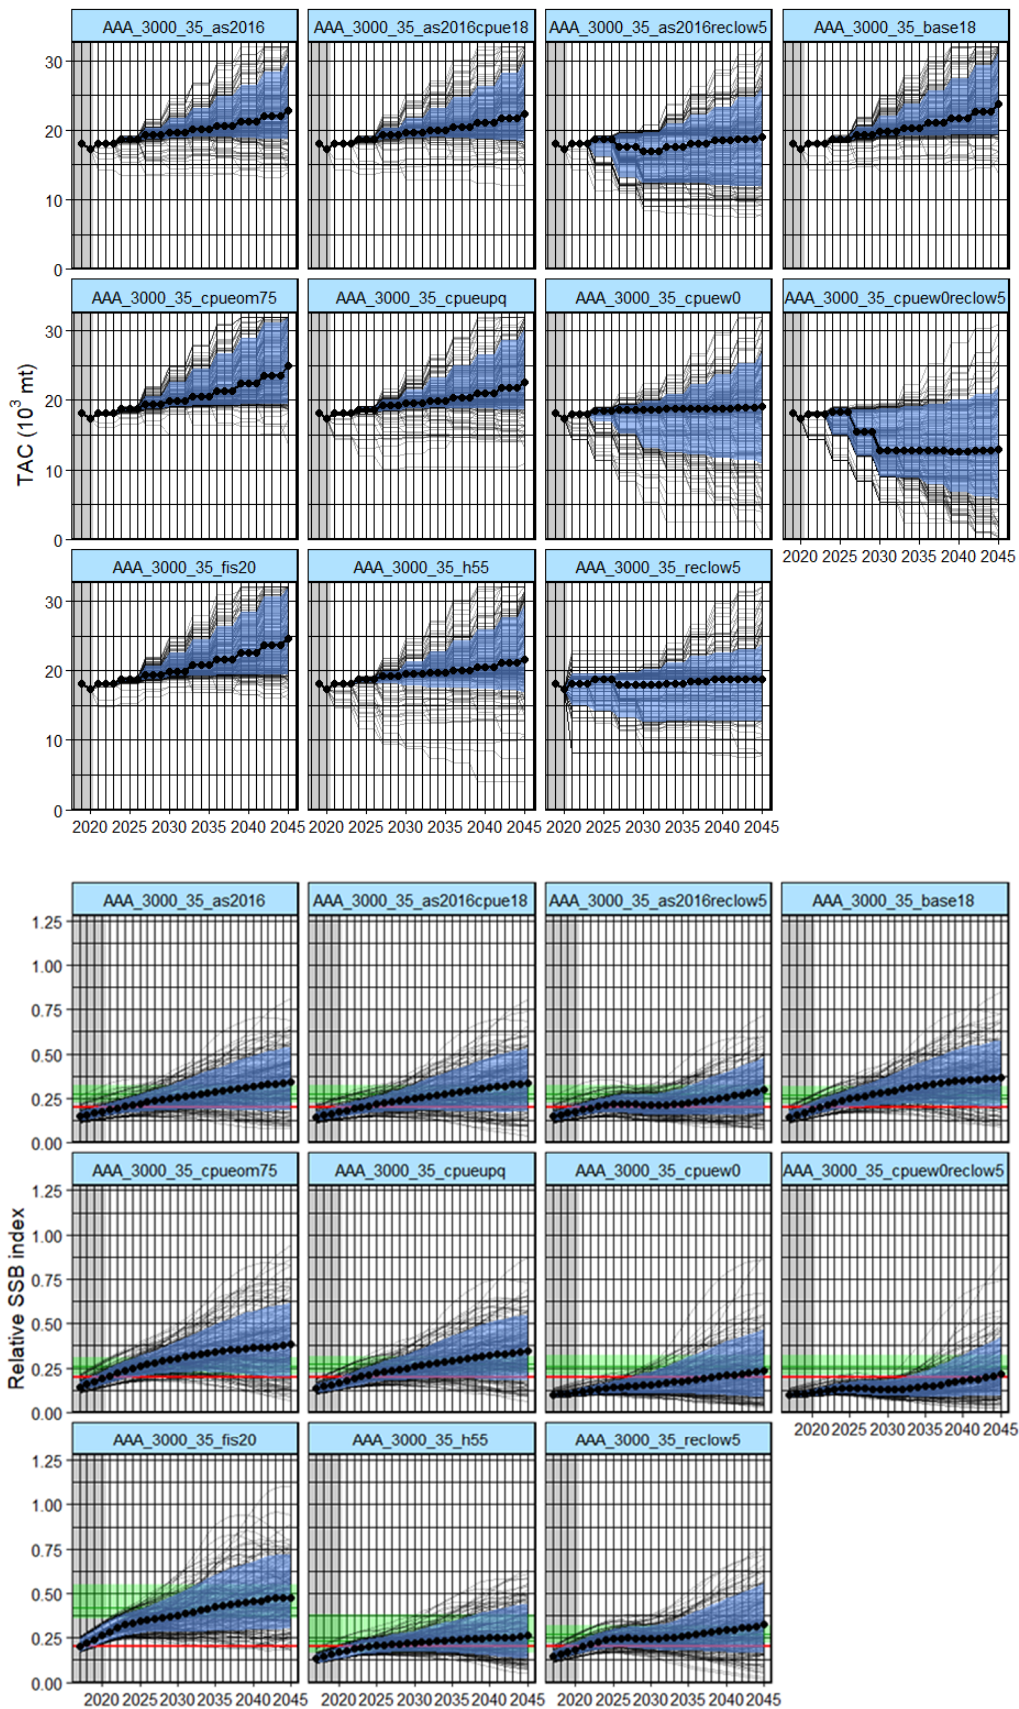 AAA_3000_35_as2016 AAA_3000_35_as2016cpue18 AAA_3000_35_as2016reclow5 AAA_3000_35_base18
30
20
10
0
AAA_3000_35_cpueom75 AAA_3000_35_cpueupq AAA_3000_35_cpuew0 AAA_3000_35_cpuew0reclow5
30
20
10
0
TAC (10³ mt)
2020 2025 2030 2035 2040 2045
AAA_3000_35_fis20 AAA_3000_35_h55 AAA_3000_35_reclow5
30
20
10
0
2020 2025 2030 2035 2040 2045 2020 2025 2030 2035 2040 2045 2020 2025 2030 2035 2040 2045
AAA_3000_35_as2016 AAA_3000_35_as2016cpue18 AAA_3000_35_as2016reclow5 AAA_3000_35_base18
1.25
1.00
0.75
0.50
0.25
0.00
AAA_3000_35_cpueom75 AAA_3000_35_cpueupq AAA_3000_35_cpuew0 AAA_3000_35_cpuew0reclow5
1.25
1.00
0.75
0.50
0.25
0.00
Relative SSB index
2020 2025 2030 2035 2040 2045
AAA_3000_35_fis20 AAA_3000_35_h55 AAA_3000_35_reclow5
1.25
1.00
0.75
0.50
0.25
0.00
2020 2025 2030 2035 2040 2045 2020 2025 2030 2035 2040 2045 2020 2025 2030 2035 2040 2045